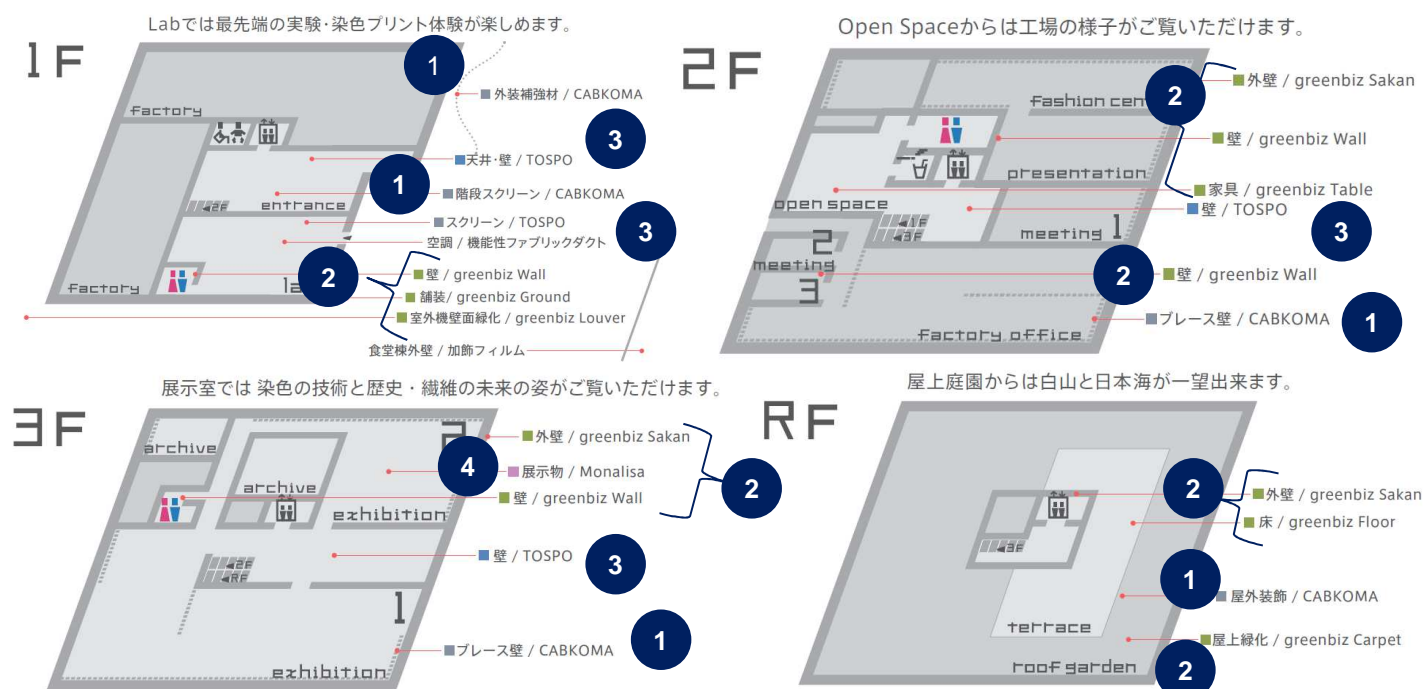 Labでは最先端の実験・染色プリント体験が楽しめます。
1F
1
外装補強材 / CABKOMA
factory
3
天井・壁 / TOSPO
1
階段スクリーン / CABKOMA
◀2F
entrance
スクリーン / TOSPO
空調 / 機能性ファブリックダクト
3
2
壁 / greenbiz Wall
factory
la
舗装/ greenbiz Ground
室外機壁面緑化 / greenbiz Louver
食堂棟外壁 / 加飾フィルム
Open Spaceからは工場の様子がご覧いただけます。
2F
2
外壁 / greenbiz Sakan
fashion cen
壁 / greenbiz Wall
presentation
家具 / greenbiz Table
open space
壁 / TOSPO
◀1F
◀3F
meeting 1
3
2
meeting
3
2
壁 / greenbiz Wall
ブレース壁 / CABKOMA
1
factory office
展示室では 染色の技術と歴史・繊維の未来の姿がご覧いただけます。
3F
2
外壁 / greenbiz Sakan
archive
4
展示物 / Monalisa
2
archive
壁 / greenbiz Wall
exhibition
壁 / TOSPO
3
◀2F
◀RF
1
1
ブレース壁 / CABKOMA
exhibition
屋上庭園からは白山と日本海が一望出来ます。
RF
2
外壁 / greenbiz Sakan
床 / greenbiz Floor
◀3F
1
屋外装飾 / CABKOMA
terrace
屋上緑化 / greenbiz Carpet
roof garden
2